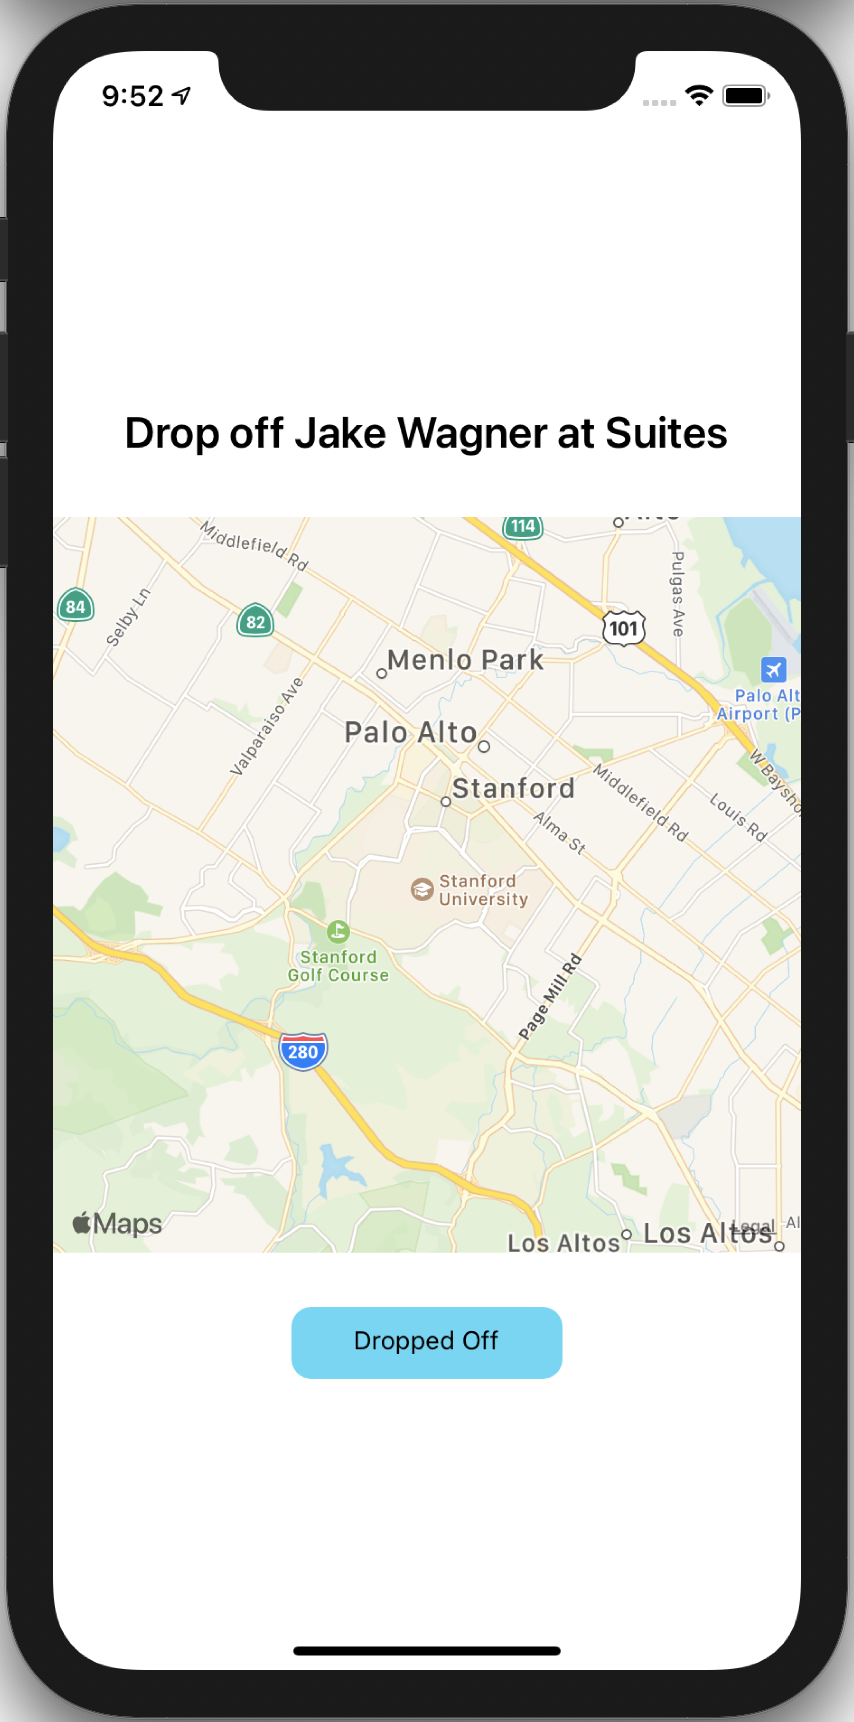 9:52
Drop off Jake Wagner at Suites
114
Middlefield Rd
Pulgas Ave
84
Selby Ln
82
101
Menlo Park
Palo Alt
Airport (P
Valparaiso Ave
Palo Alto
W Baysho
Stanford
Middlefield Rd
Louis Rd
Alma St
Stanford
University
Stanford
Golf Course
Page Mill Rd
280
Maps
Los Altos
Los Altos
Legal
Al
Dropped Off